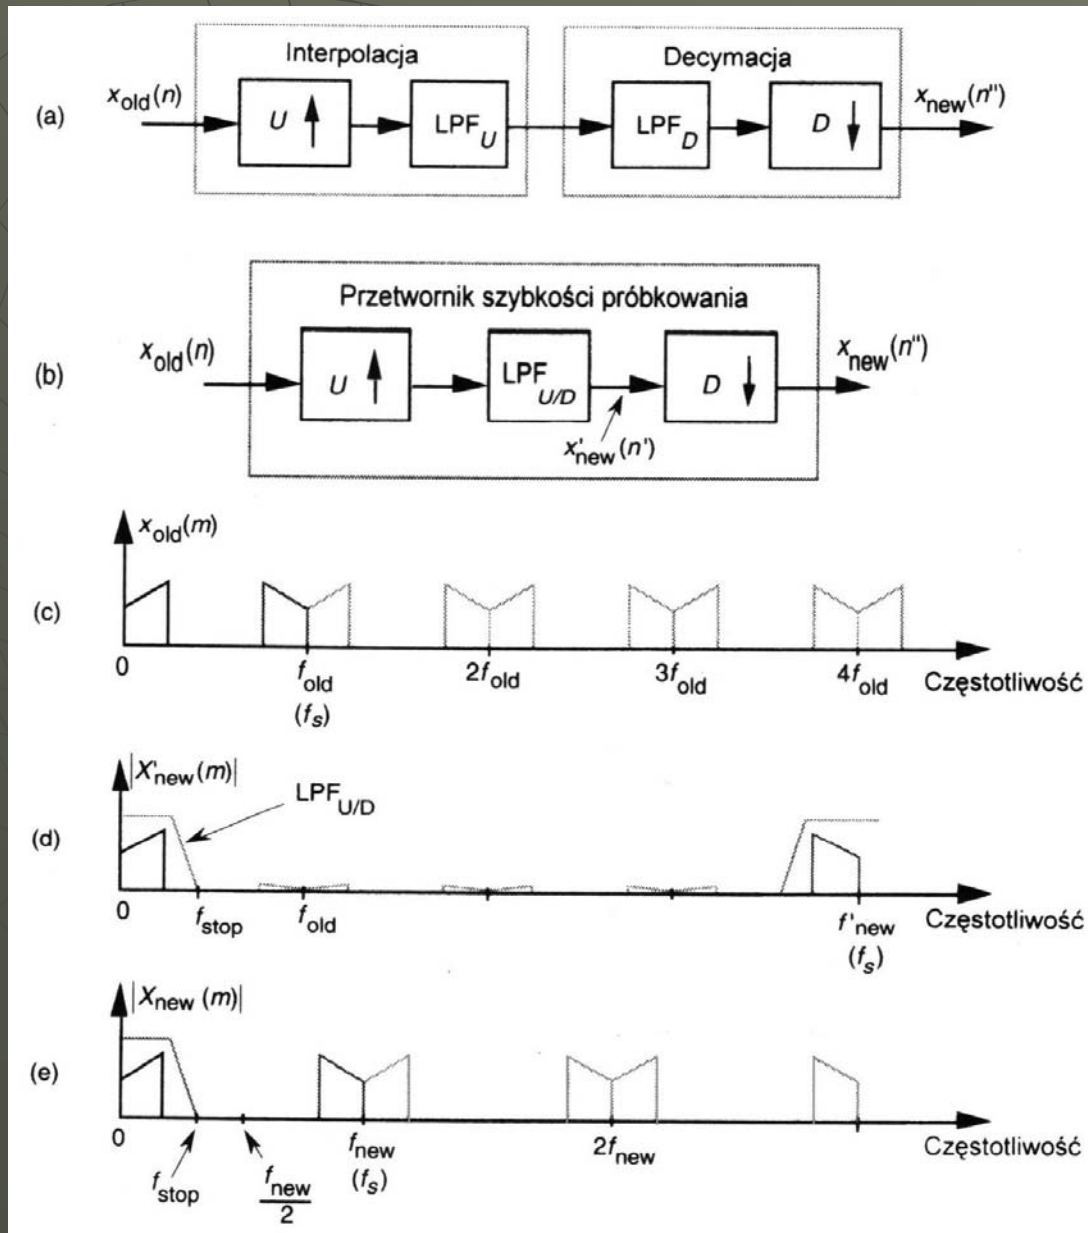 (a)
Interpolacja
Decymacja
x_old(n)
U
LPF_U
LPF_D
D
x_new(n'')
(b)
Przetwornik szybkości próbkowania
x_old(n)
U
LPF_U/D
D
x_new(n'')
x'_new(n')
(c)
x_old(m)
0
f_old
2f_old
3f_old
4f_old
Częstotliwość
(f_s)
(d)
|X'_new(m)|
LPF_U/D
0
f_stop
f_old
f'_new
Częstotliwość
(f_s)
(e)
|X_new (m)|
0
f_new
2f_new
Częstotliwość
(f_s)
f_stop
f_new
2